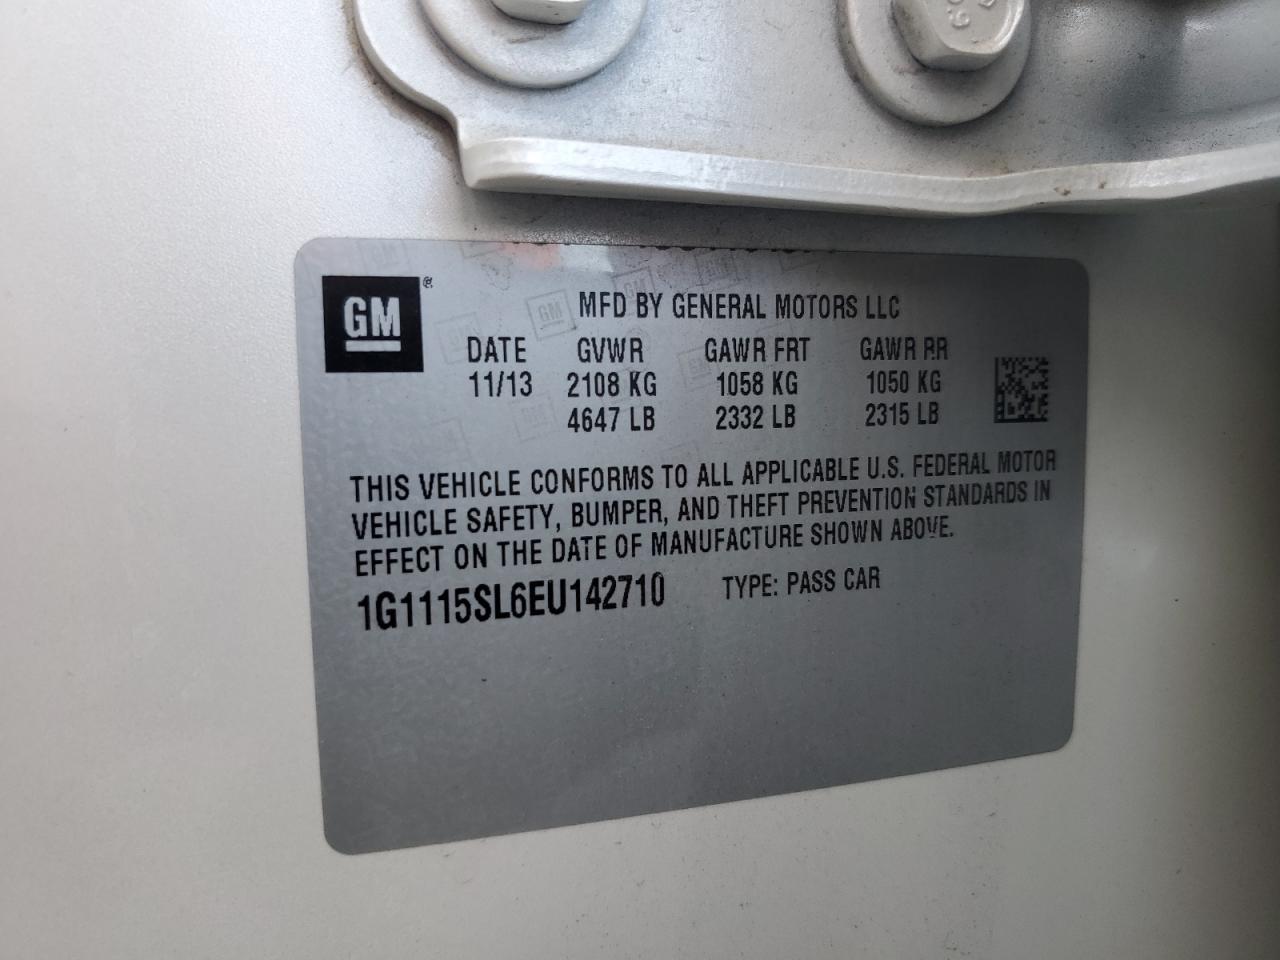 GM ®
MFD BY GENERAL MOTORS LLC
DATE GVWR GAWR FRT GAWR RR
11/13 2108 KG 1058 KG 1050 KG
4647 LB 2332 LB 2315 LB
THIS VEHICLE CONFORMS TO ALL APPLICABLE U.S. FEDERAL MOTOR
VEHICLE SAFETY, BUMPER, AND THEFT PREVENTION STANDARDS IN
EFFECT ON THE DATE OF MANUFACTURE SHOWN ABOVE.
1G1115SL6EU142710 TYPE: PASS CAR